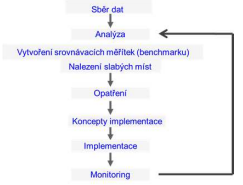 Sběr dat
Analýza
Vytvoření srovnávacích měřítek (benchmarku)
Nalezení slabých míst
Opatření
Koncepty implementace
Implementace
Monitoring